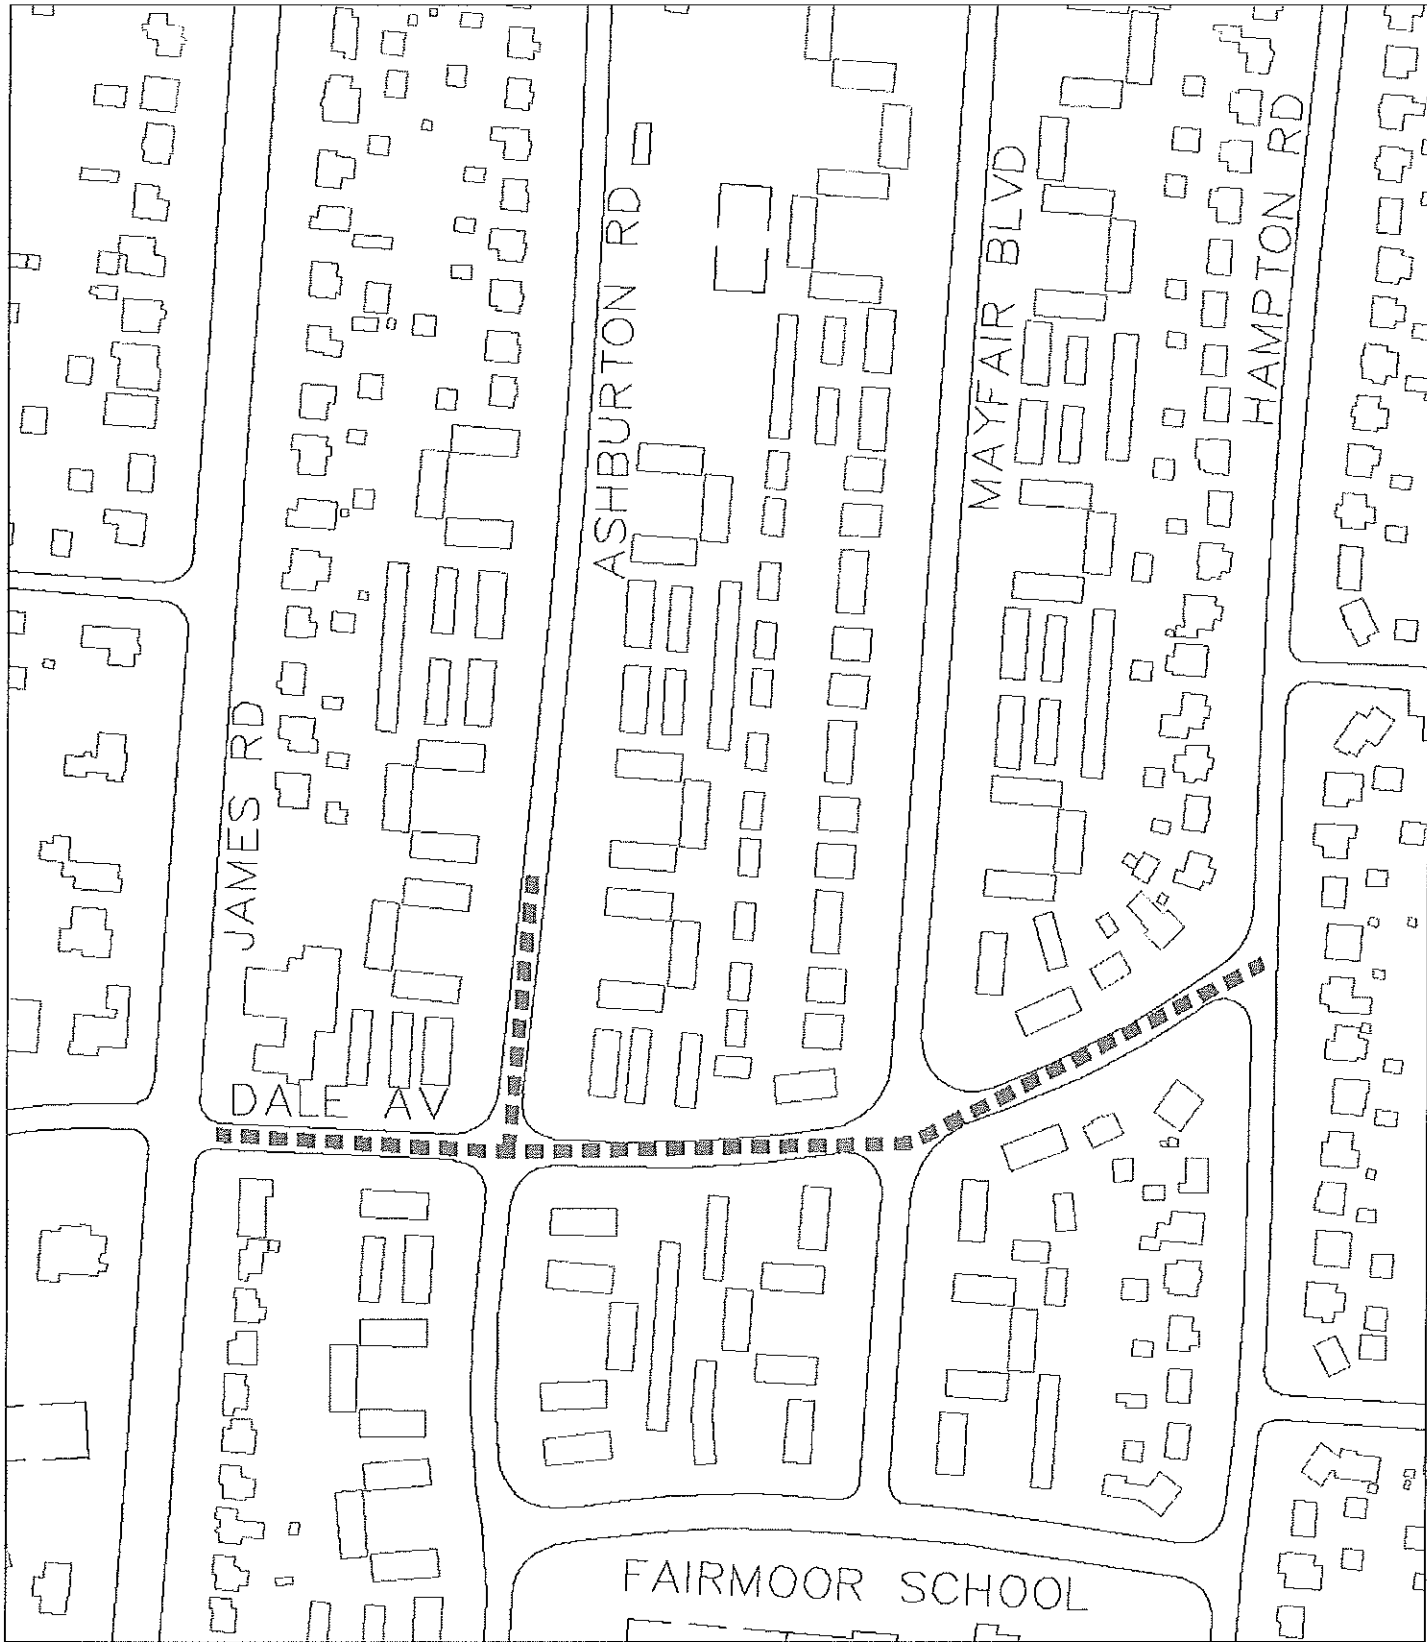 JAMES RD
ASHBURTON RD
MAYFAIR BLVD
HAMPTON RD
DALE AV
FAIRMOOR SCHOOL